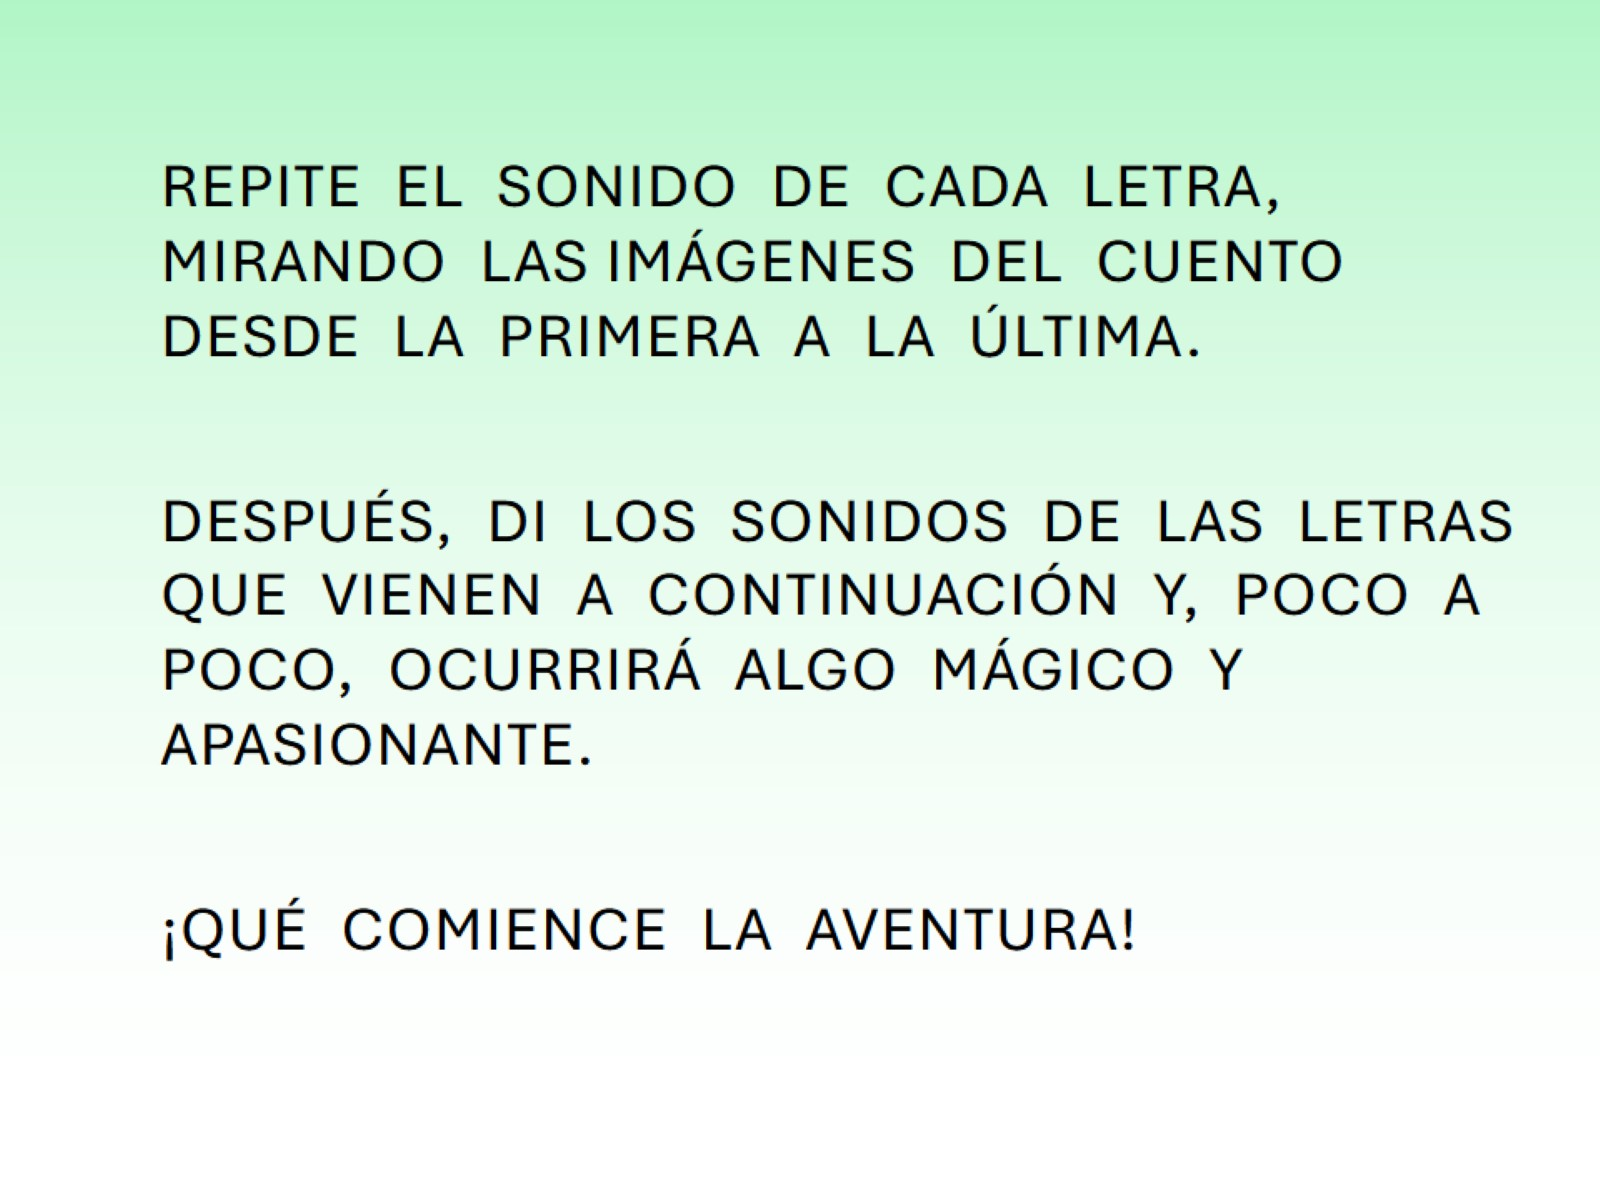 REPITE EL SONIDO DE CADA LETRA,
MIRANDO LAS IMÁGENES DEL CUENTO
DESDE LA PRIMERA A LA ÚLTIMA.
DESPUÉS, DI LOS SONIDOS DE LAS LETRAS
QUE VIENEN A CONTINUACIÓN Y, POCO A
POCO, OCURRIRÁ ALGO MÁGICO Y
APASIONANTE.
¡QUÉ COMIENCE LA AVENTURA!